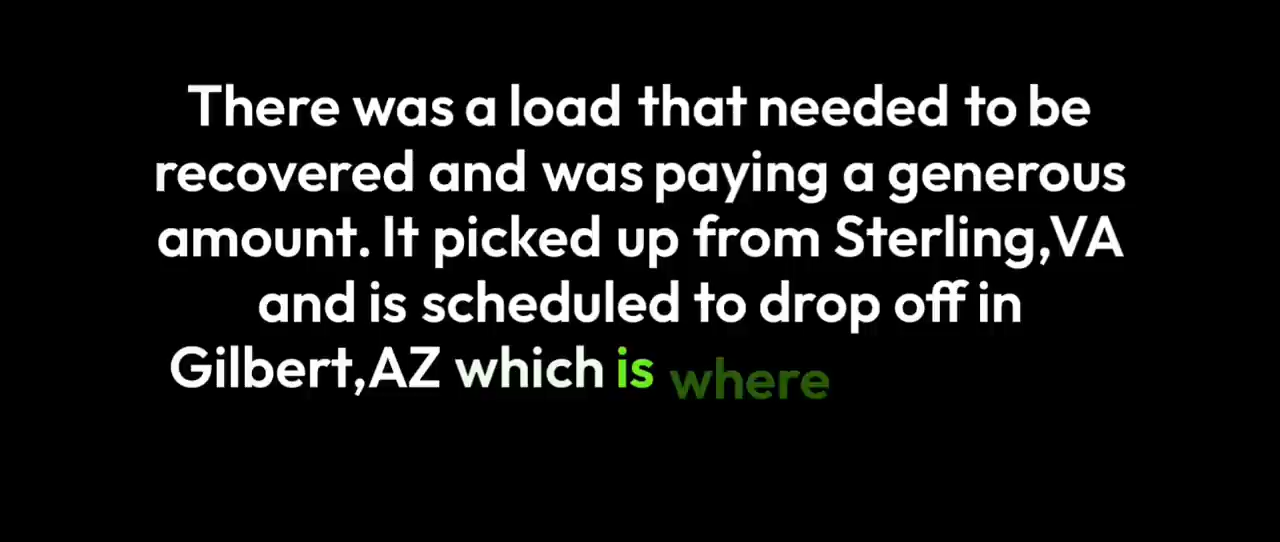 There was a load that needed to be
recovered and was paying a generous
amount. It picked up from Sterling,VA
and is scheduled to drop off in
Gilbert,AZ which is where